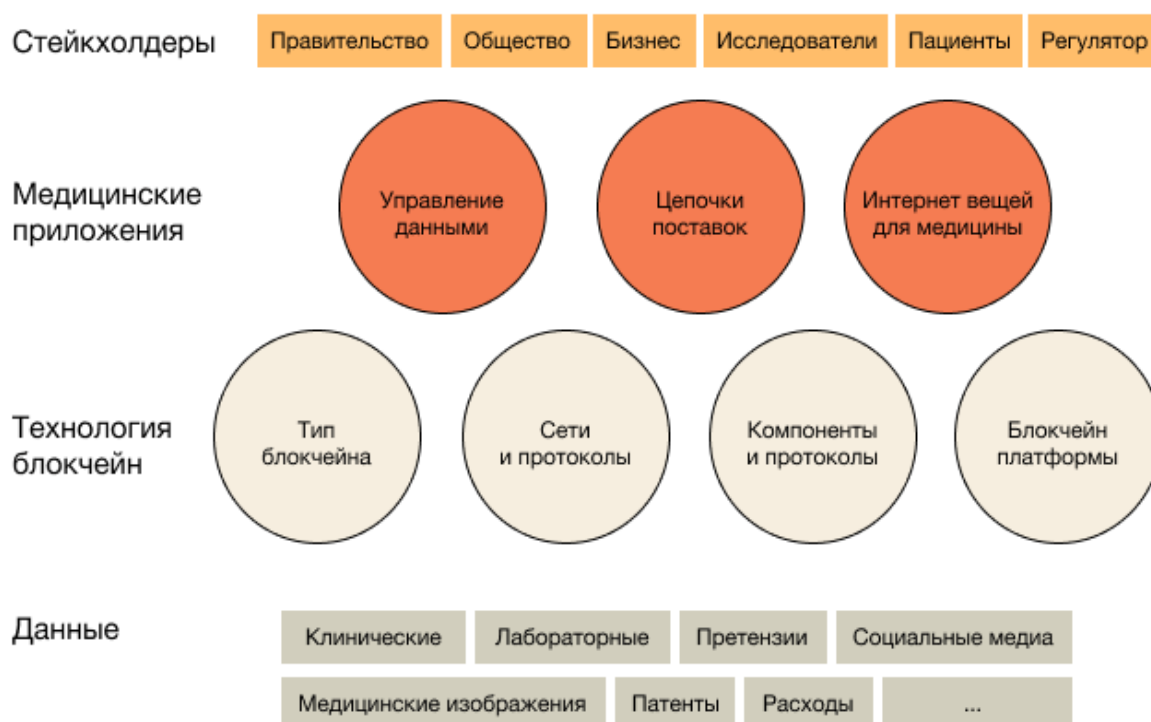 Стейкхолдеры
Правительство
Общество
Бизнес
Исследователи
Пациенты
Регулятор
Медицинские
приложения
Управление
данными
Цепочки
поставок
Интернет вещей
для медицины
Технология
блокчейн
Тип
блокчейна
Сети
и протоколы
Компоненты
и протоколы
Блокчейн
платформы
Данные
Клинические
Лабораторные
Претензии
Социальные медиа
Медицинские изображения
Патенты
Расходы
...